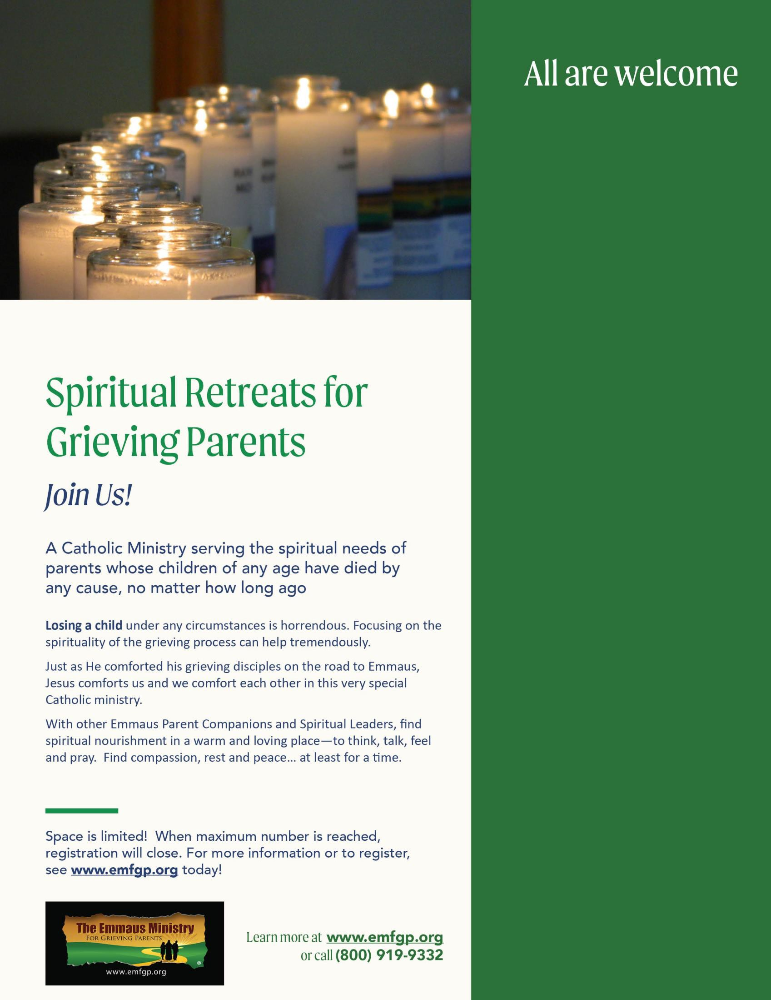 All are welcome
Spiritual Retreats for
Grieving Parents
Join Us!
A Catholic Ministry serving the spiritual needs of
parents whose children of any age have died by
any cause, no matter how long ago
Losing a child under any circumstances is horrendous. Focusing on the
spirituality of the grieving process can help tremendously.
Just as He comforted his grieving disciples on the road to Emmaus,
Jesus comforts us and we comfort each other in this very special
Catholic ministry.
With other Emmaus Parent Companions and Spiritual Leaders, find
spiritual nourishment in a warm and loving place—to think, talk, feel
and pray.  Find compassion, rest and peace... at least for a time.
Space is limited!  When maximum number is reached,
registration will close. For more information or to register,
see www.emfgp.org today!
The Emmaus Ministry
FOR GRIEVING PARENTS
®
www.emfgp.org
Learn more at www.emfgp.org
or call (800) 919-9332